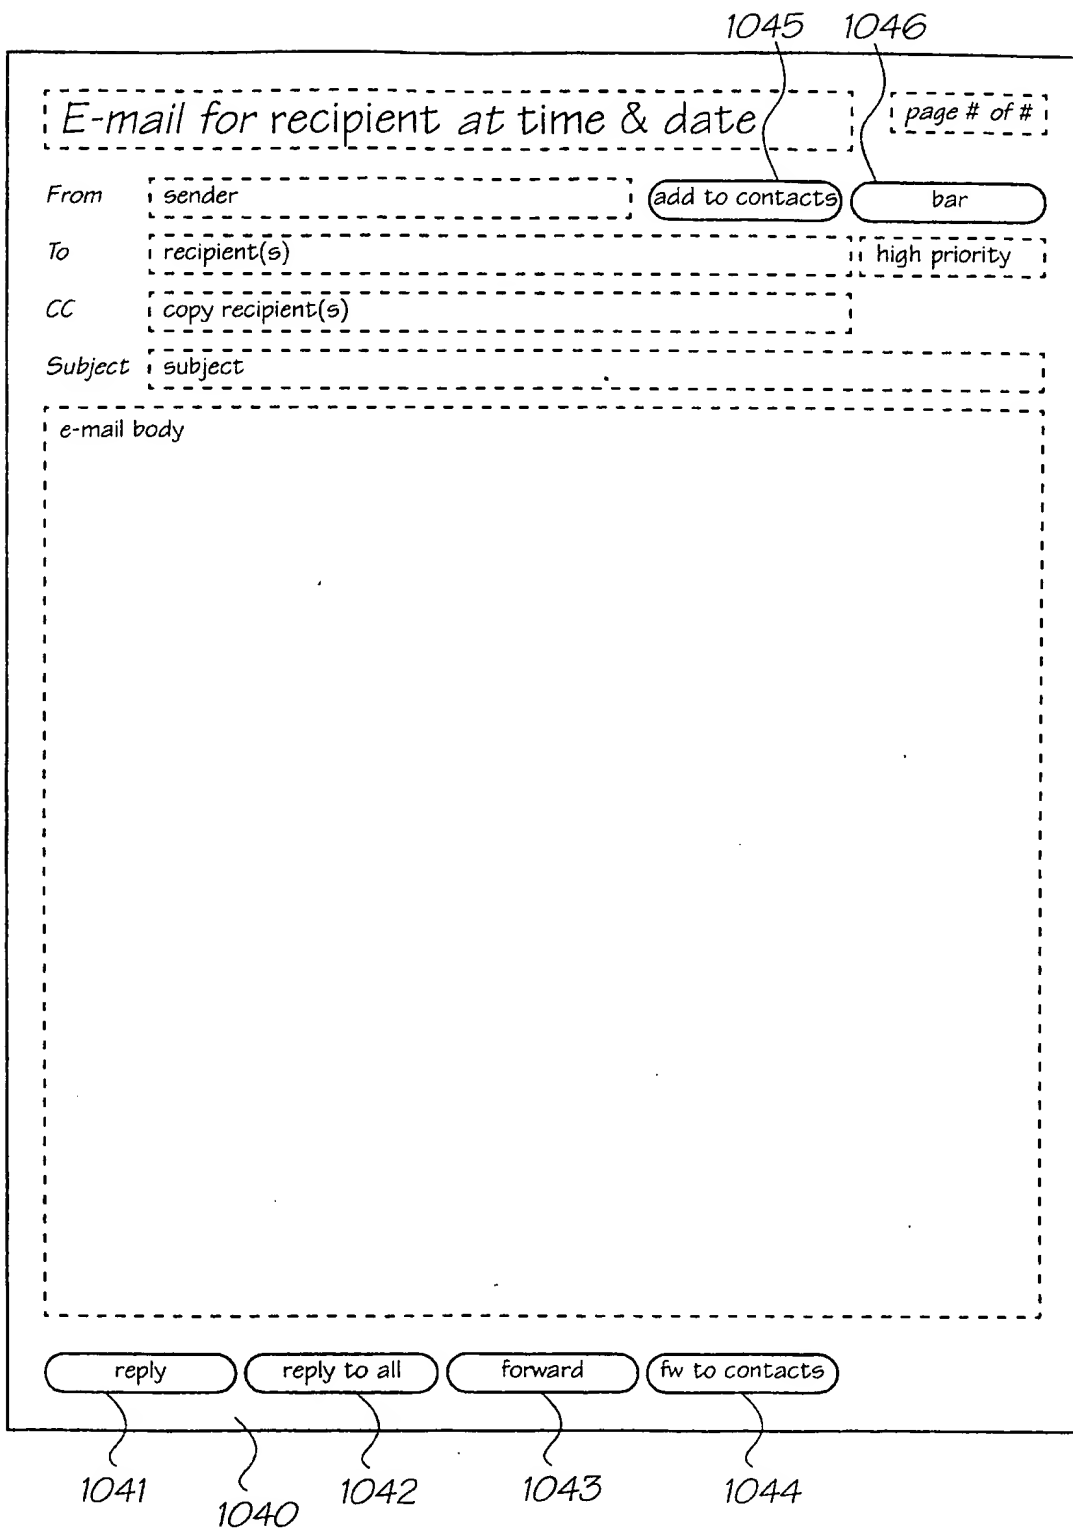 1045 1046
E-mail for recipient at time & date page # of #
From sender add to contacts bar
To recipient(s) high priority
CC copy recipient(s)
Subject subject
e-mail body
reply reply to all forward fw to contacts
1041 1040 1042 1043 1044